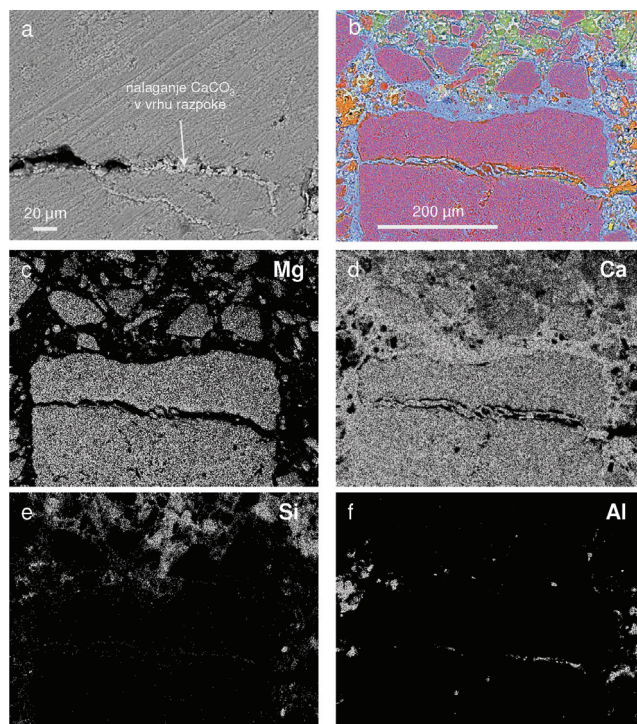 a
nalaganje CaCO₃
v vrhu razpoke
20 µm
b
200 µm
c
Mg
d
Ca
e
Si
f
Al